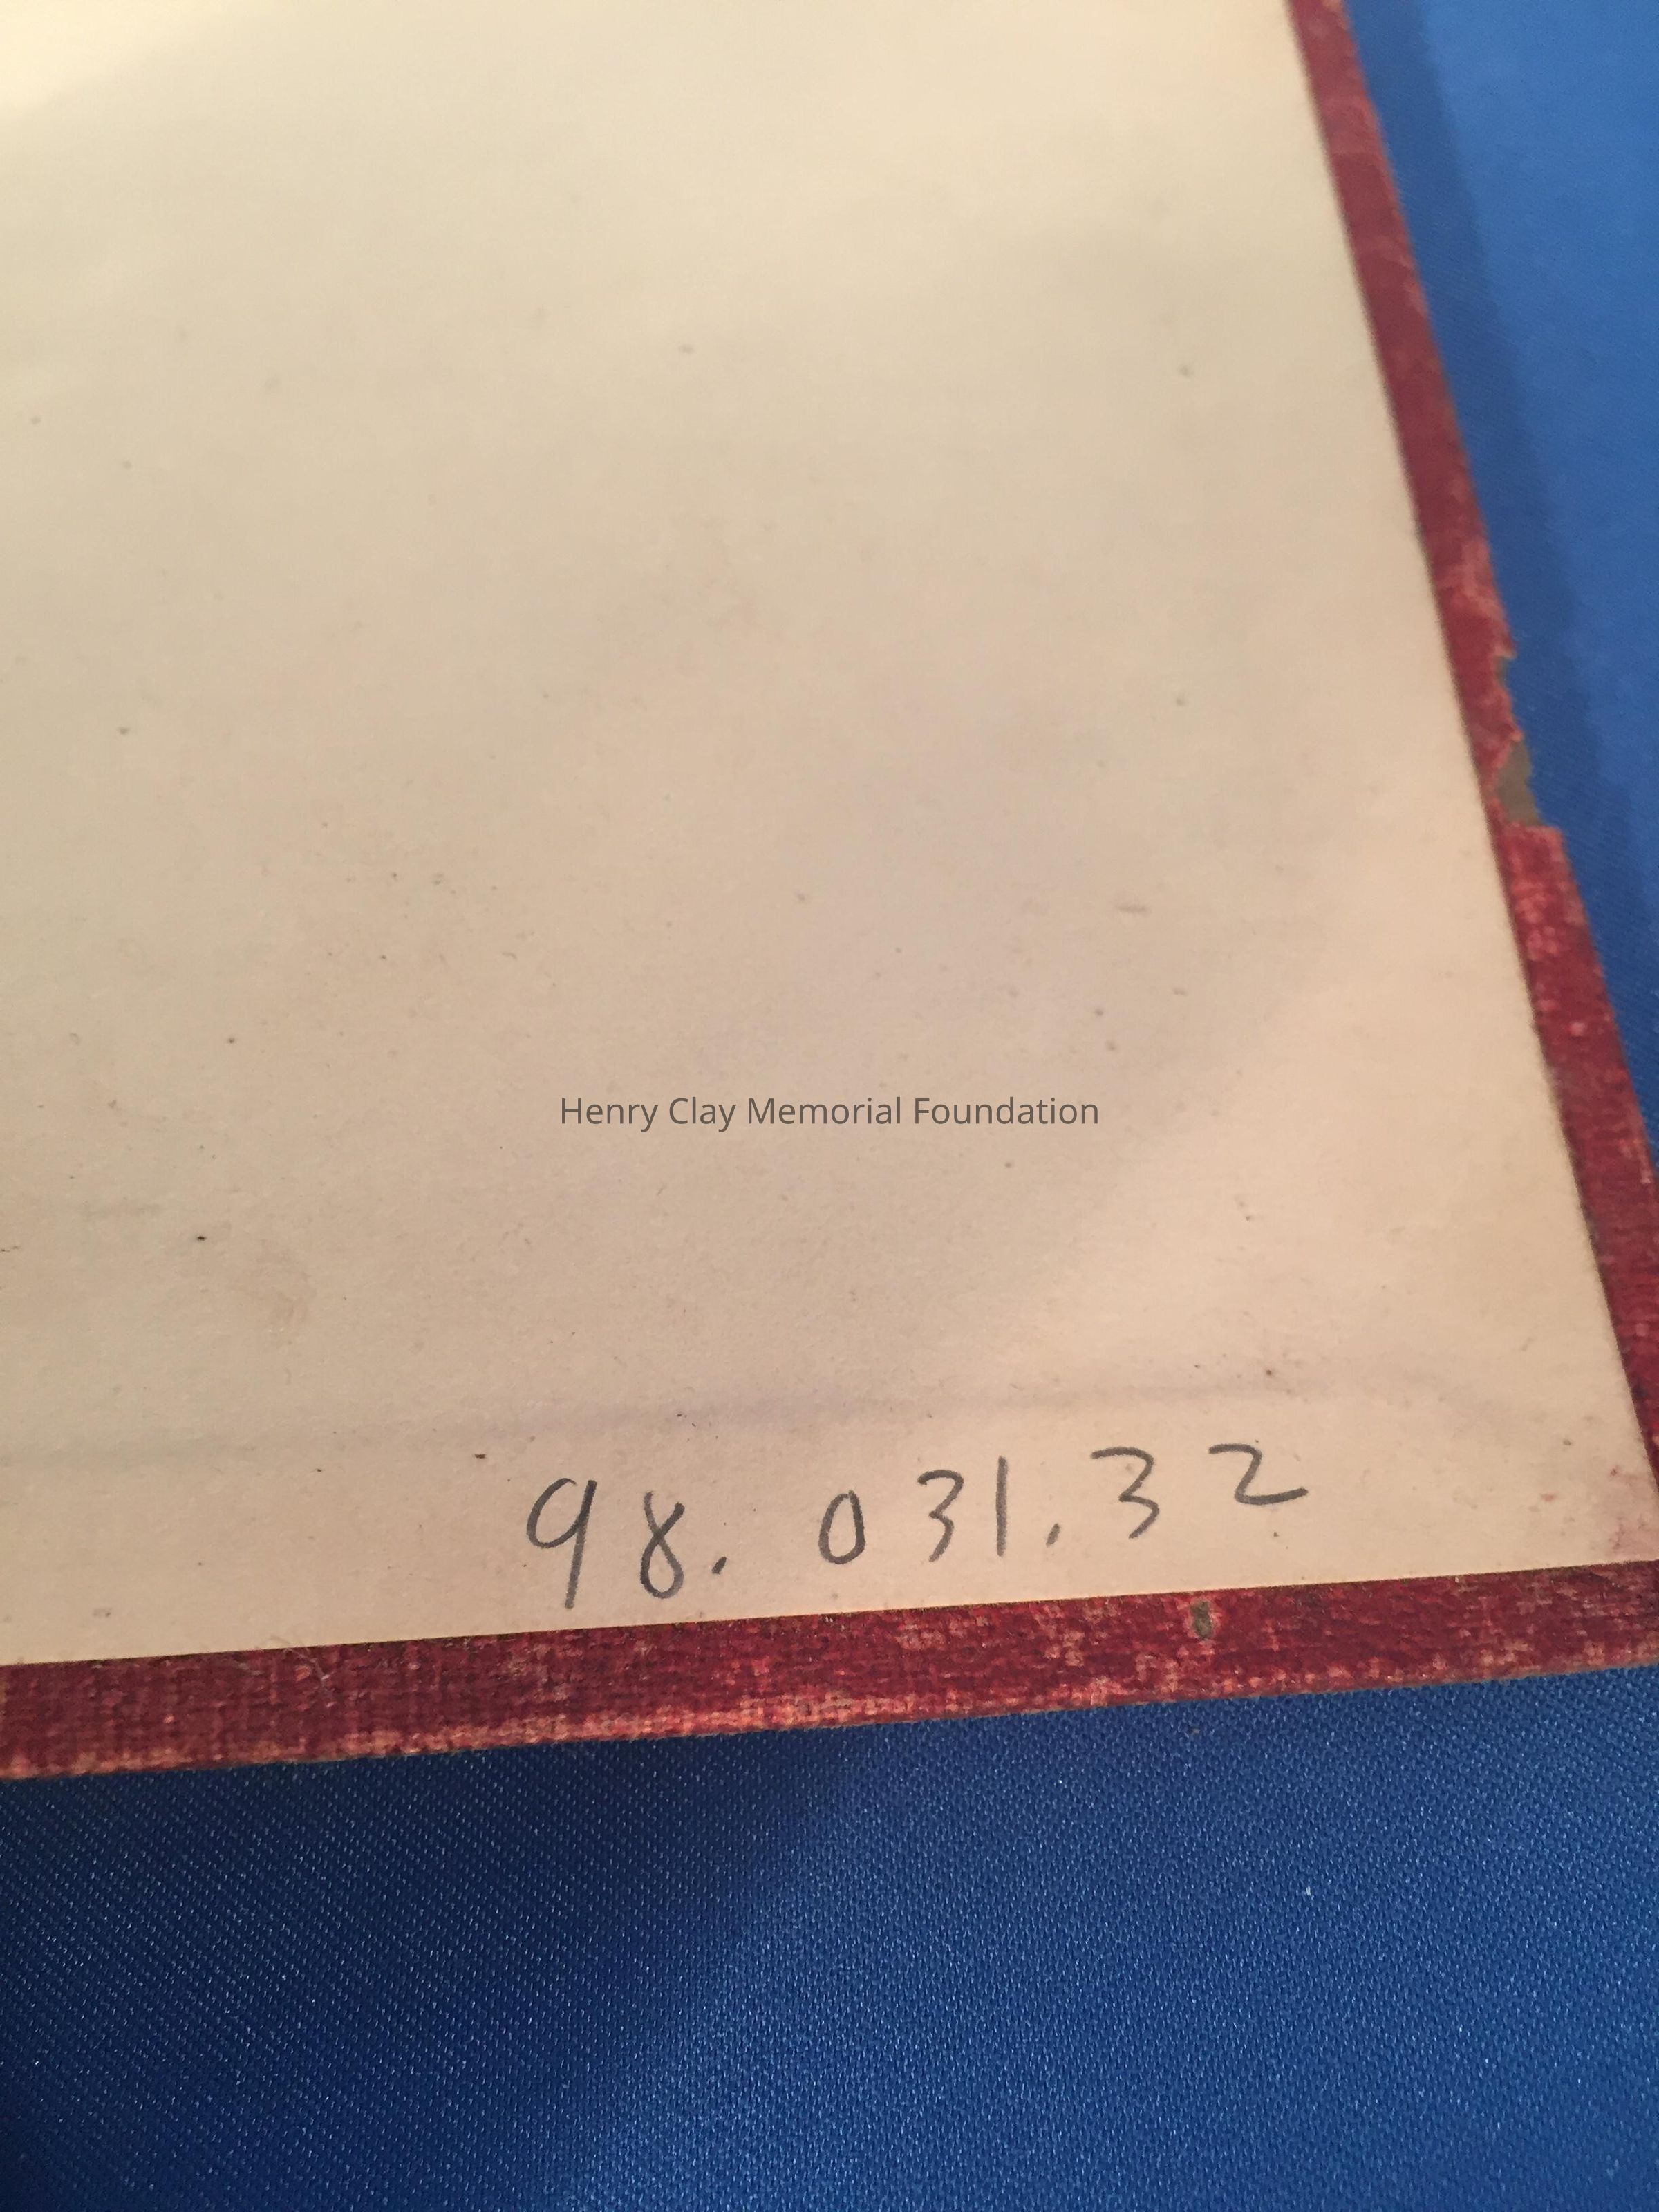 Henry Clay Memorial Foundation
98. 031.32